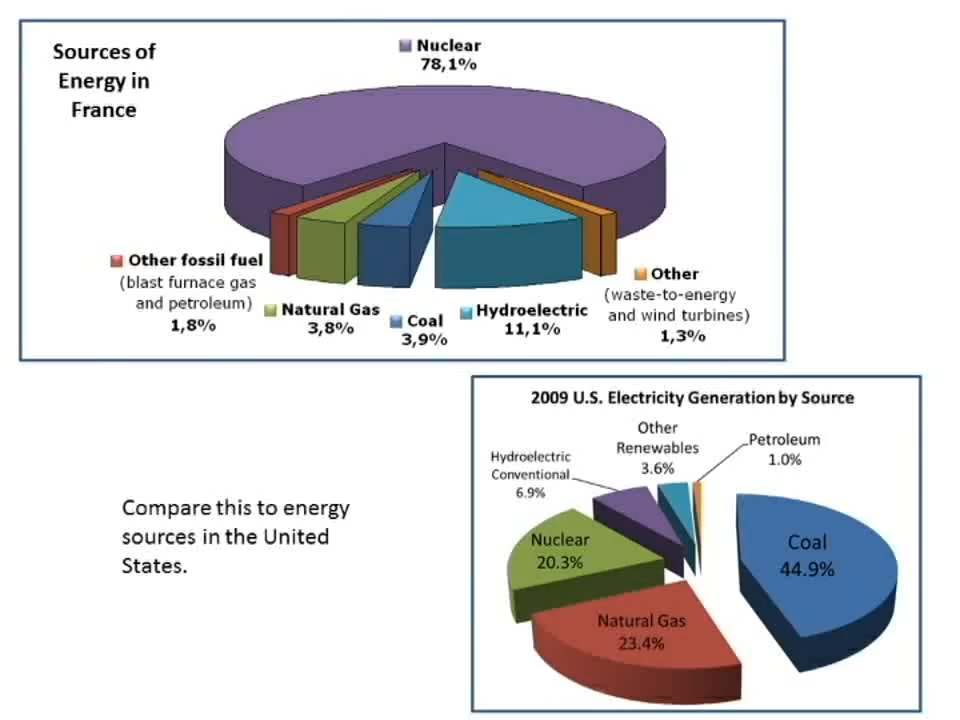 Sources of
Energy in
France
Nuclear
78,1%
Other fossil fuel
(blast furnace gas
and petroleum)
1,8%
Natural Gas
3,8%
Coal
3,9%
Hydroelectric
11,1%
Other
(waste-to-energy
and wind turbines)
1,3%
Compare this to energy
sources in the United
States.
2009 U.S. Electricity Generation by Source
Hydroelectric
Conventional
6.9%
Other
Renewables
3.6%
Petroleum
1.0%
Nuclear
20.3%
Coal
44.9%
Natural Gas
23.4%